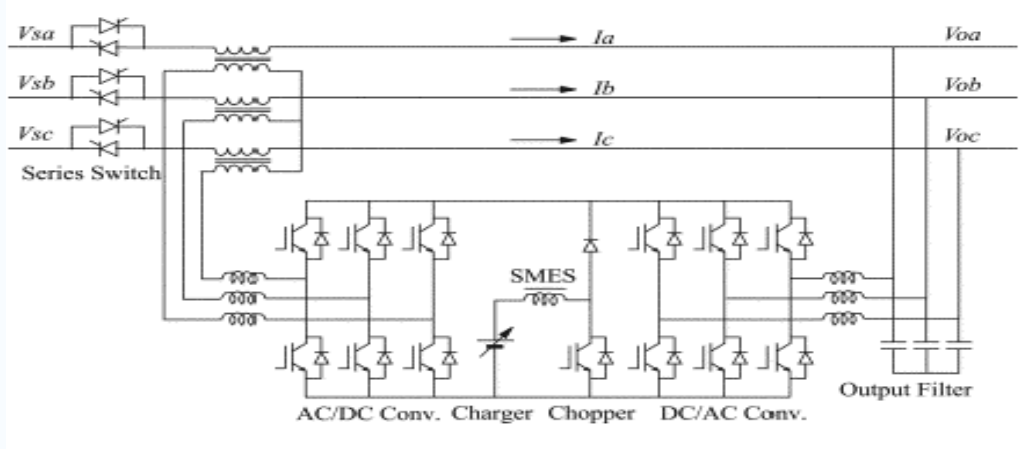 Vsa
Ia
Voa
Vsb
Ib
Vob
Vsc
Ic
Voc
Series Switch
SMES
Output Filter
AC/DC Conv. Charger Chopper DC/AC Conv.